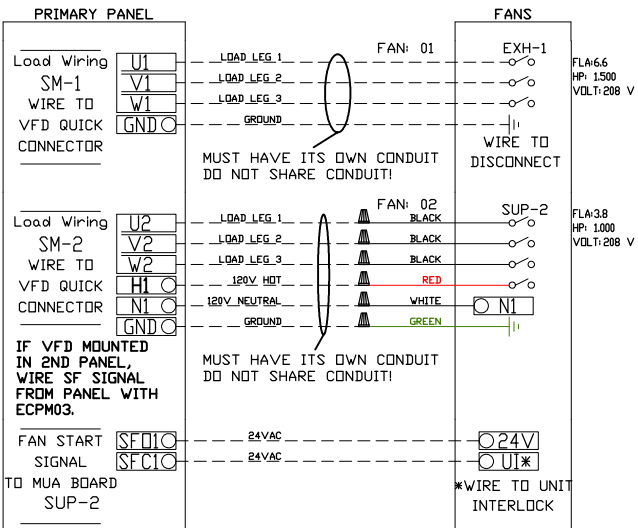 PRIMARY PANEL
FANS
Load Wiring
SM-1
WIRE TO
VFD QUICK
CONNECTOR
U1
V1
W1
GND
LOAD LEG 1
LOAD LEG 2
LOAD LEG 3
GROUND
FAN: 01
EXH-1
FLA:6.6
HP: 1.500
VOLT: 208 V
WIRE TO
DISCONNECT
MUST HAVE ITS OWN CONDUIT
DO NOT SHARE CONDUIT!
Load Wiring
SM-2
WIRE TO
VFD QUICK
CONNECTOR
U2
V2
W2
H1
N1
GND
LOAD LEG 1
LOAD LEG 2
LOAD LEG 3
120V HOT
120V NEUTRAL
GROUND
FAN: 02
BLACK
BLACK
BLACK
RED
WHITE
GREEN
SUP-2
N1
FLA:3.8
HP: 1.000
VOLT: 208 V
IF VFD MOUNTED
IN 2ND PANEL,
WIRE SF SIGNAL
FROM PANEL WITH
ECPM03.
MUST HAVE ITS OWN CONDUIT
DO NOT SHARE CONDUIT!
FAN START
SIGNAL
TO MUA BOARD
SUP-2
SFO1
SFC1
24VAC
24VAC
24V
UI*
*WIRE TO UNIT
INTERLOCK